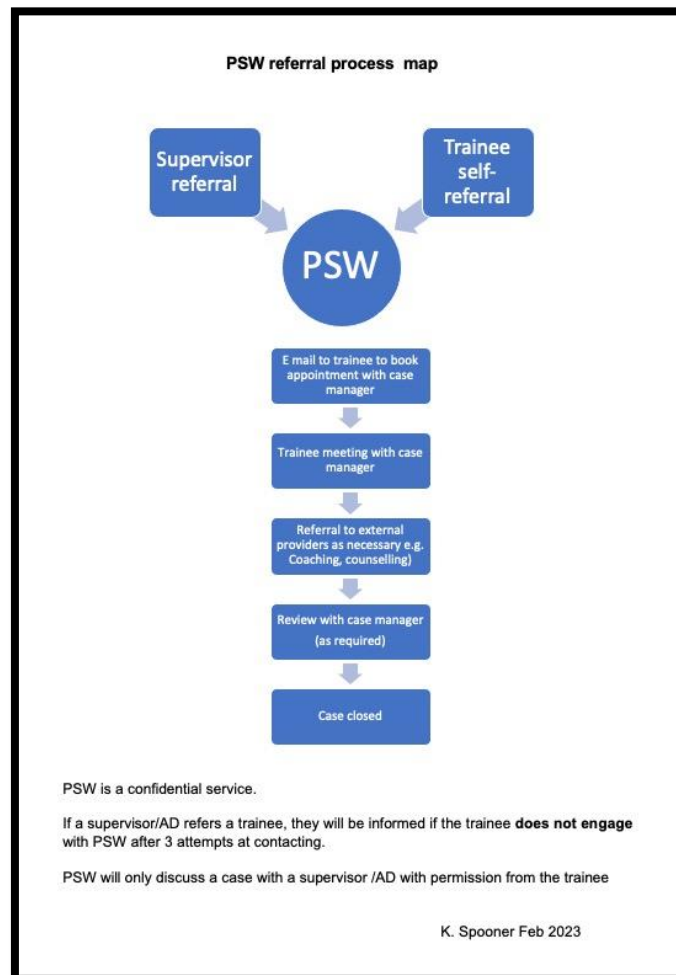 PSW referral process map
Supervisor
referral
Trainee
self-
referral
PSW
E mail to trainee to book
appointment with case
manager
Trainee meeting with case
manager
Referral to external
providers as necessary e.g.
Coaching, counselling)
Review with case manager
(as required)
Case closed
PSW is a confidential service.
If a supervisor/AD refers a trainee, they will be informed if the trainee does not engage
with PSW after 3 attempts at contacting.
PSW will only discuss a case with a supervisor /AD with permission from the trainee
K. Spooner Feb 2023